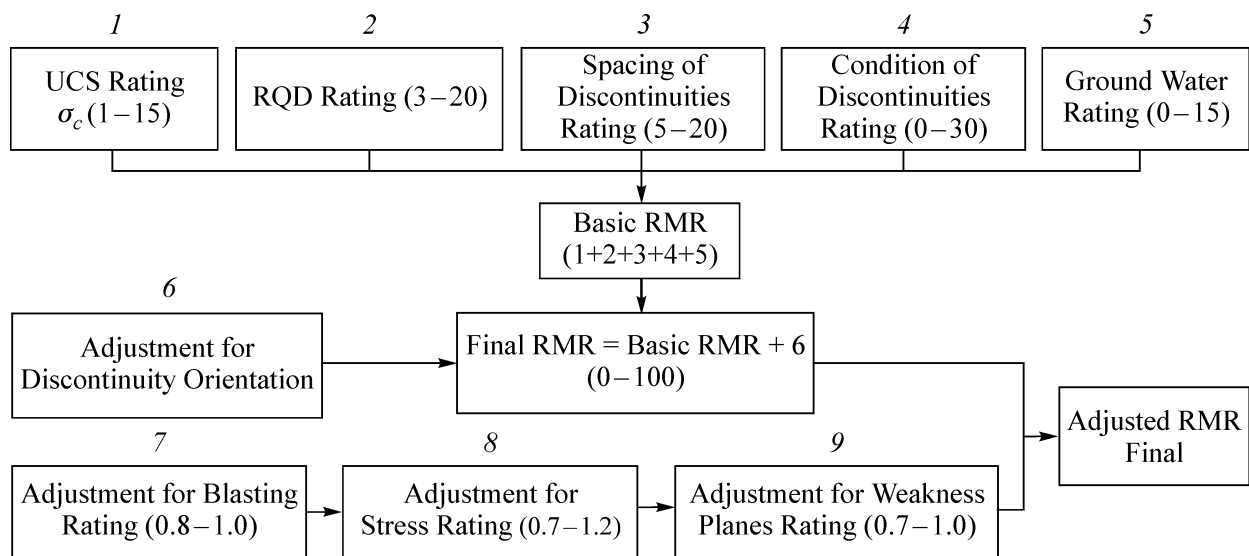 1
UCS Rating
σc (1–15)
2
RQD Rating (3–20)
3
Spacing of
Discontinuities
Rating (5–20)
4
Condition of
Discontinuities
Rating (0–30)
5
Ground Water
Rating (0–15)
Basic RMR
(1+2+3+4+5)
6
Adjustment for
Discontinuity Orientation
Final RMR = Basic RMR + 6
(0–100)
7
Adjustment for Blasting
Rating (0.8–1.0)
8
Adjustment for
Stress Rating (0.7–1.2)
9
Adjustment for Weakness
Planes Rating (0.7–1.0)
Adjusted RMR
Final